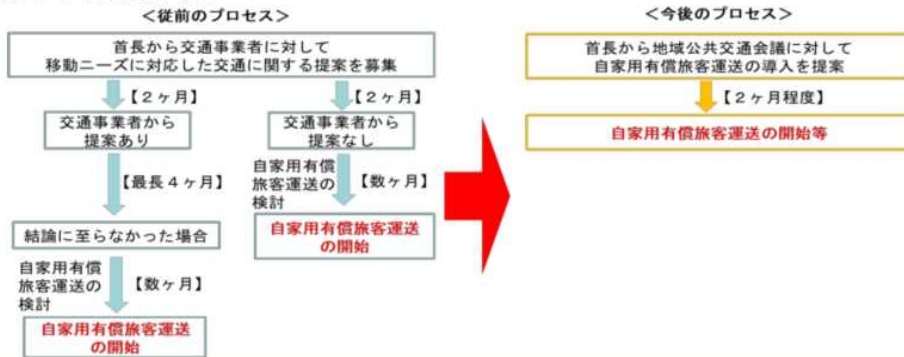 ＜従前のプロセス＞
首長から交通事業者に対して
移動ニーズに対応した交通に関する提案を募集
【２ヶ月】
【２ヶ月】
交通事業者から
提案あり
交通事業者から
提案なし
【最長４ヶ月】
自家用有償
旅客運送の
検討
【数ヶ月】
自家用有償旅客運送
の開始
結論に至らなかった場合
自家用有償
旅客運送の
検討
【数ヶ月】
自家用有償旅客運送
の開始
＜今後のプロセス＞
首長から地域公共交通会議に対して
自家用有償旅客運送の導入を提案
【２ヶ月程度】
自家用有償旅客運送の開始等